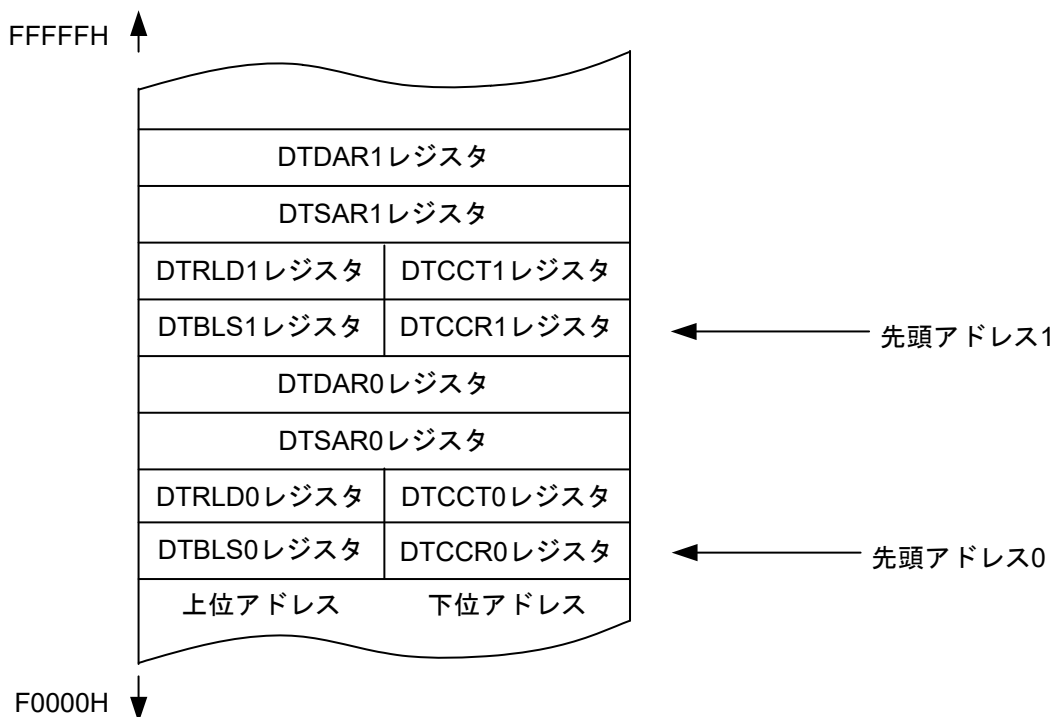 FFFFFH
DTDAR1レジスタ
DTSAR1レジスタ
DTRLD1レジスタ DTCCT1レジスタ
DTBLS1レジスタ DTCCR1レジスタ 先頭アドレス1
DTDAR0レジスタ
DTSAR0レジスタ
DTRLD0レジスタ DTCCT0レジスタ
DTBLS0レジスタ DTCCR0レジスタ 先頭アドレス0
上位アドレス 下位アドレス
F0000H